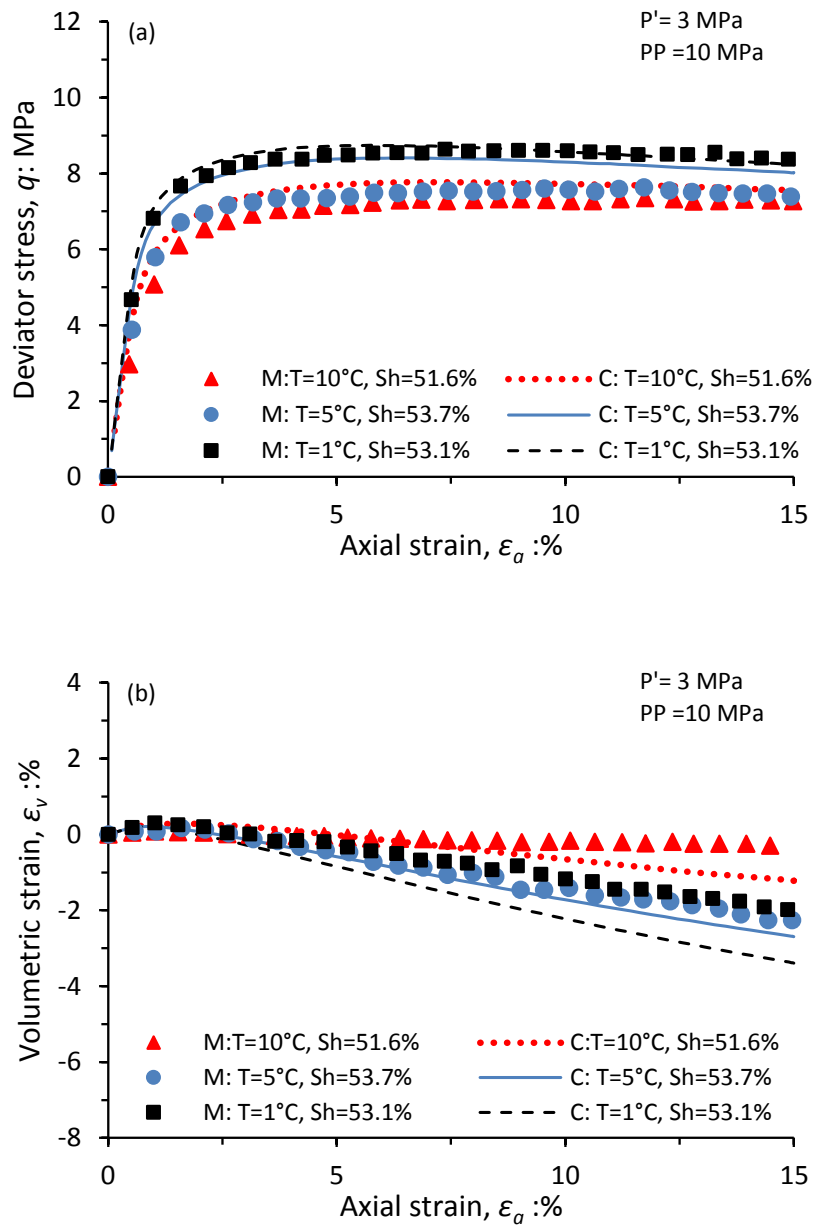 (a)
P'= 3 MPa
PP =10 MPa
12
10
8
6
4
2
0
Deviator stress, q: MPa
M:T=10°C, Sh=51.6%
C: T=10°C, Sh=51.6%
M: T=5°C, Sh=53.7%
C: T=5°C, Sh=53.7%
M: T=1°C, Sh=53.1%
C: T=1°C, Sh=53.1%
0 5 10 15
Axial strain, εa :%
(b)
P'= 3 MPa
PP =10 MPa
4
2
0
-2
-4
-6
-8
Volumetric strain, εv :%
M:T=10°C, Sh=51.6%
C:T=10°C, Sh=51.6%
M: T=5°C, Sh=53.7%
C: T=5°C, Sh=53.7%
M: T=1°C, Sh=53.1%
C: T=1°C, Sh=53.1%
0 5 10 15
Axial strain, εa :%